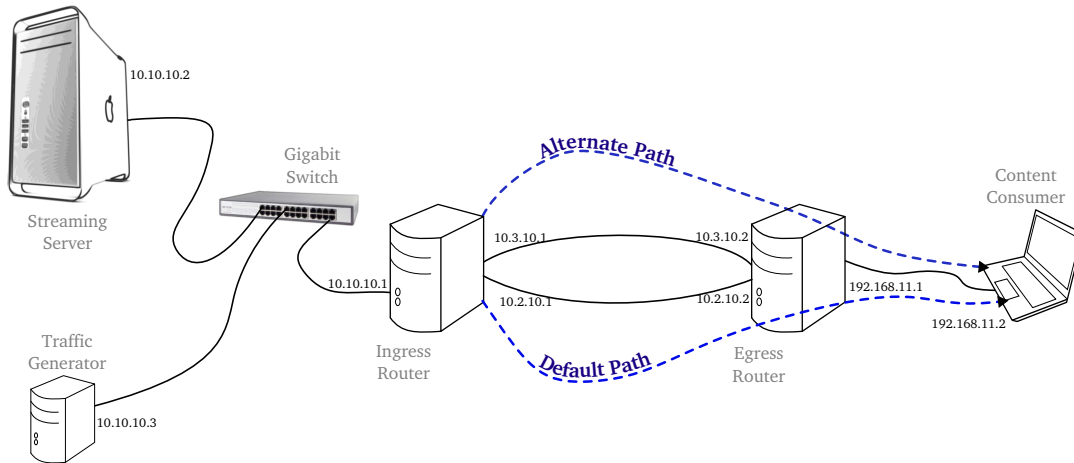 10.10.10.2
Streaming
Server
Gigabit
Switch
Alternate Path
Content
Consumer
10.3.10.1
10.3.10.2
10.10.10.1
10.2.10.1
10.2.10.2
192.168.11.1
192.168.11.2
Ingress
Router
Default Path
Egress
Router
Traffic
Generator
10.10.10.3